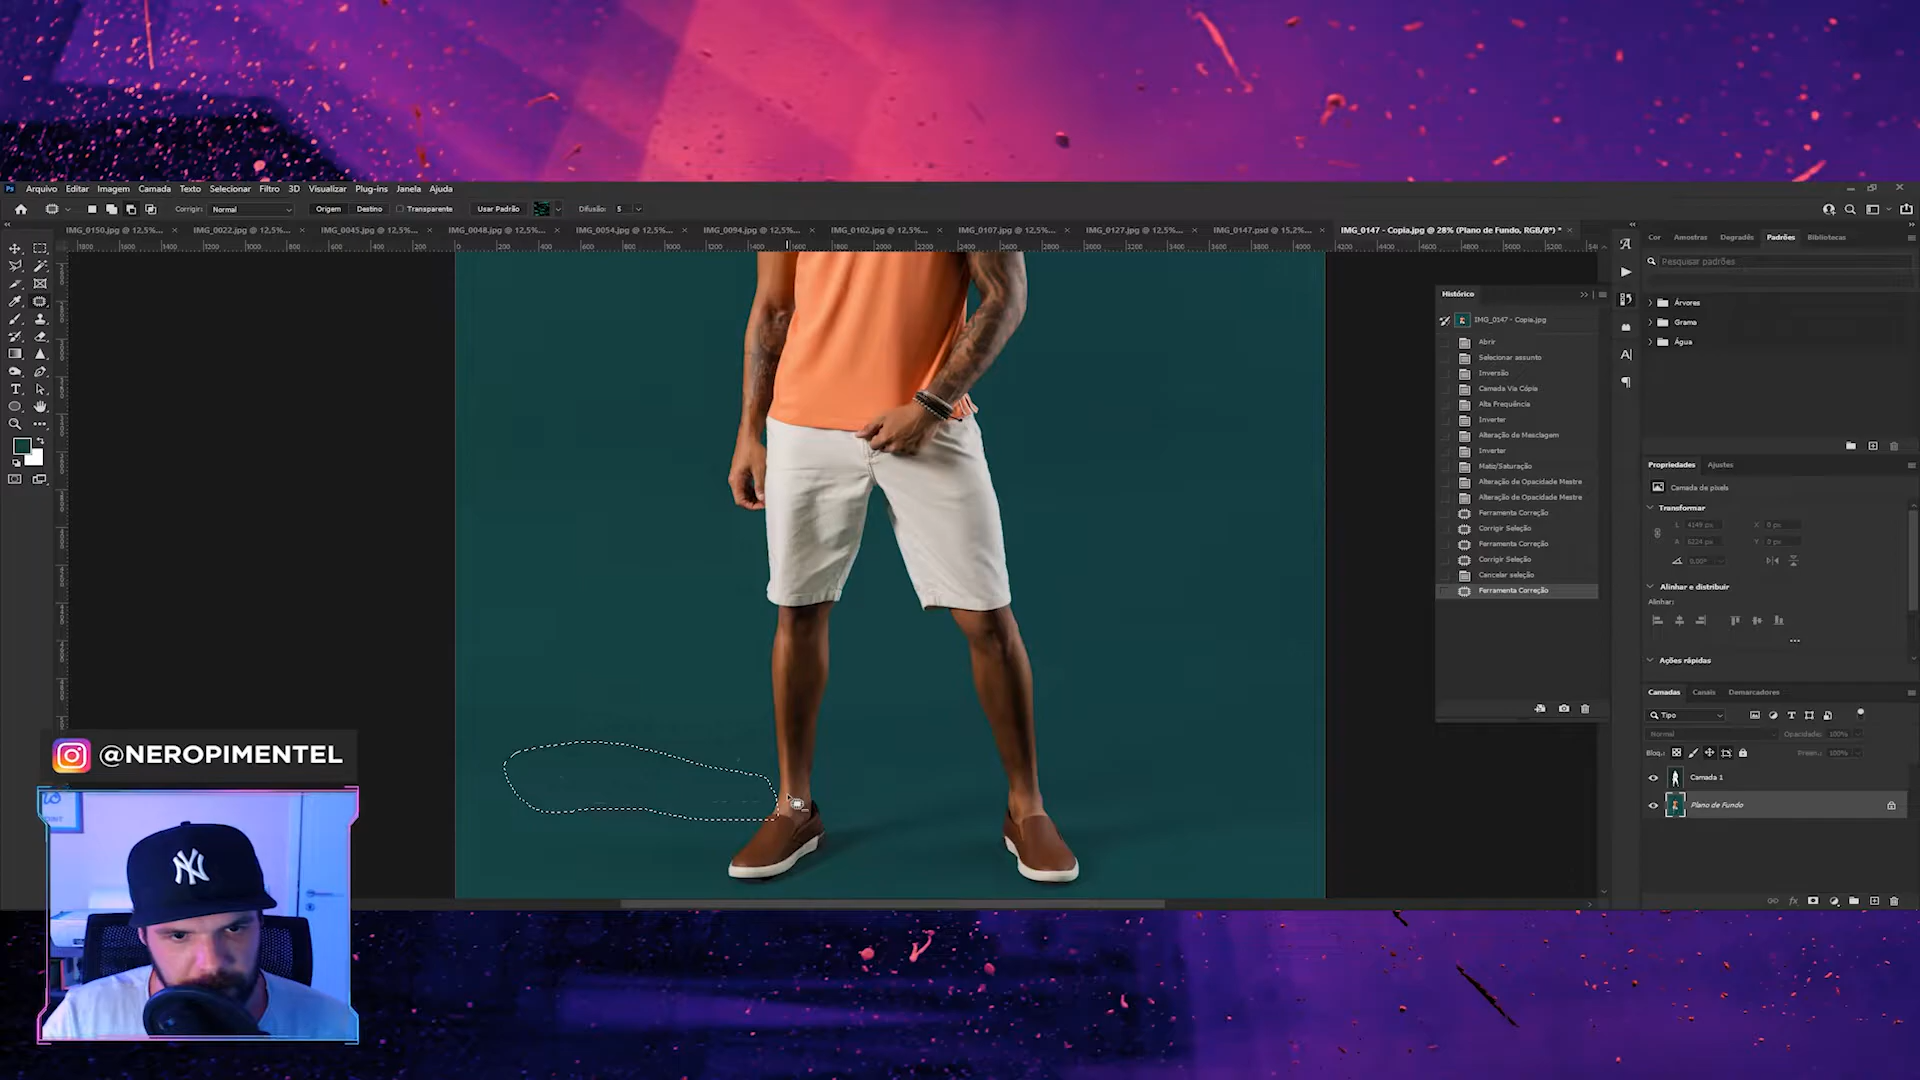 Ps Arquivo Editar Imagem Camada Texto Selecionar Filtro 3D Visualizar Plug-ins Janela Ajuda
Corrigir: Normal Origem Destino Transparente Usar Padrão Difusão: 5
IMG_0150.jpg @ 12,5%... IMG_0022.jpg @ 12,5%... IMG_0045.jpg @ 12,5%... IMG_0048.jpg @ 12,5%... IMG_0054.jpg @ 12,5%... IMG_0094.jpg @ 12,5%... IMG_0102.jpg @ 12,5%... IMG_0107.jpg @ 12,5%... IMG_0127.jpg @ 12,5%... IMG_0147.psd @ 15,2%... IMG_0147 - Copia.jpg @ 28% (Plano de Fundo, RGB/8*) *
Histórico
IMG_0147 - Copia.jpg
Abrir
Selecionar assunto
Inversão
Camada Via Cópia
Alta Frequência
Inverter
Alteração de Mesclagem
Inverter
Matiz/Saturação
Alteração de Opacidade Mestre
Alteração de Opacidade Mestre
Ferramenta Correção
Corrigir Seleção
Ferramenta Correção
Corrigir Seleção
Cancelar seleção
Ferramenta Correção
Cor Amostras Degradês Padrões Bibliotecas
Pesquisar padrões
Árvores
Grama
Água
Propriedades Ajustes
Camada de pixels
Transformar
L 4149 px X 0 px
A 6224 px Y 0 px
0,00°
Alinhar e distribuir
Alinhar:
Ações rápidas
Camadas Canais Demarcadores
Tipo
Normal Opacidade: 100%
Bloq.: Preen.: 100%
Camada 1
Plano de Fundo
@NEROPIMENTEL
NY